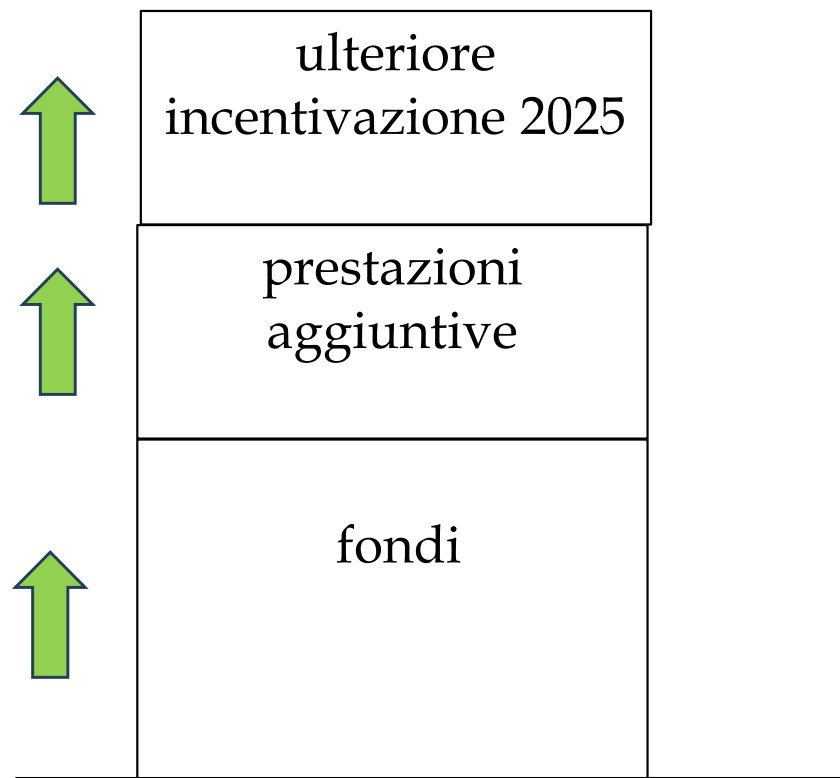 ulteriore
incentivazione 2025
prestazioni
aggiuntive
fondi